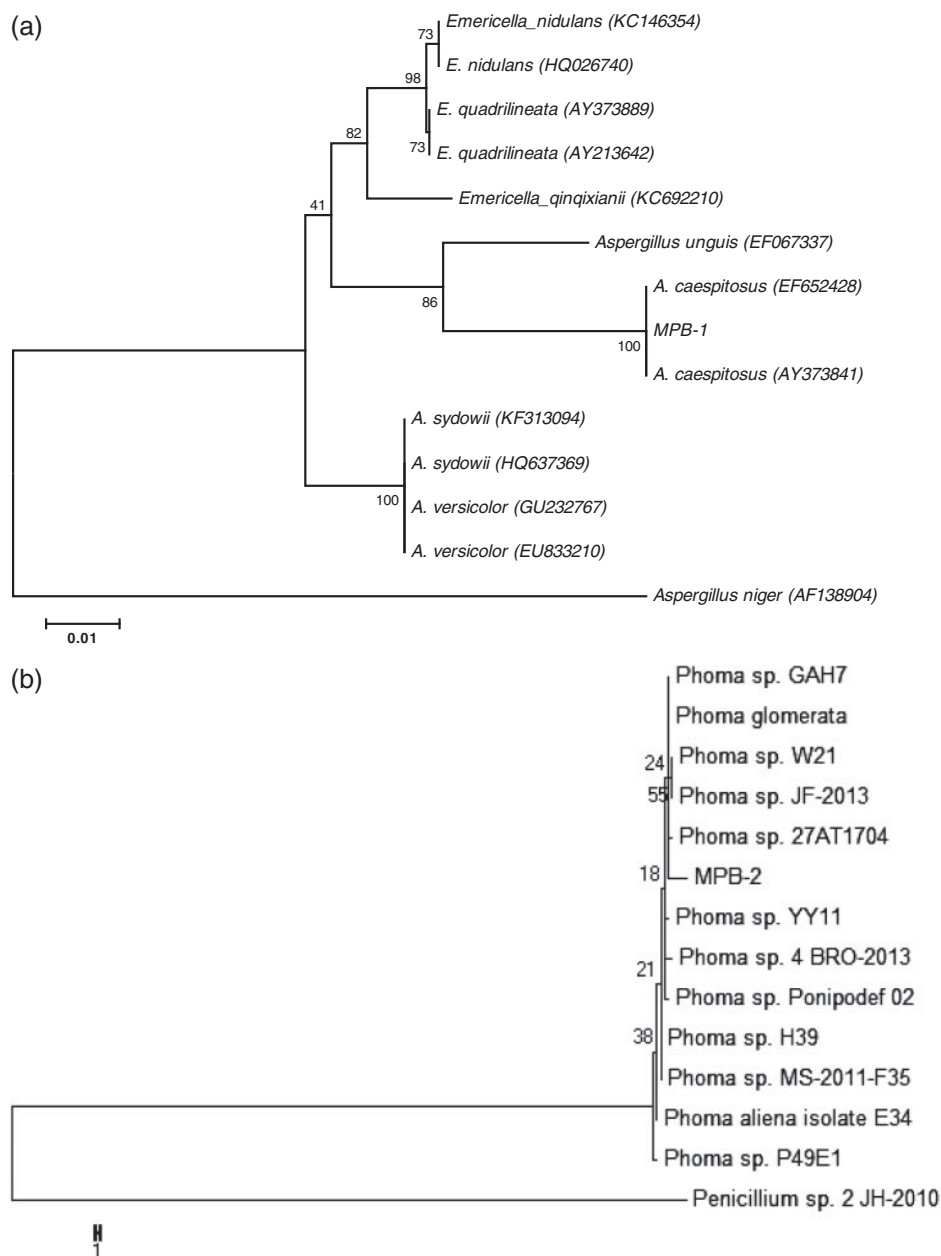 (a)
Emericella_nidulans (KC146354)
73
E. nidulans (HQ026740)
98
E. quadrilineata (AY373889)
82
73
E. quadrilineata (AY213642)
Emericella_qinqixianii (KC692210)
41
Aspergillus unguis (EF067337)
A. caespitosus (EF652428)
86
MPB-1
100
A. caespitosus (AY373841)
A. sydowii (KF313094)
A. sydowii (HQ637369)
100
A. versicolor (GU232767)
A. versicolor (EU833210)
Aspergillus niger (AF138904)
0.01
(b)
Phoma sp. GAH7
Phoma glomerata
Phoma sp. W21
24
55
Phoma sp. JF-2013
Phoma sp. 27AT1704
18
MPB-2
Phoma sp. YY11
Phoma sp. 4 BRO-2013
21
Phoma sp. Ponipodef 02
38
Phoma sp. H39
Phoma sp. MS-2011-F35
Phoma aliena isolate E34
Phoma sp. P49E1
Penicillium sp. 2 JH-2010
1